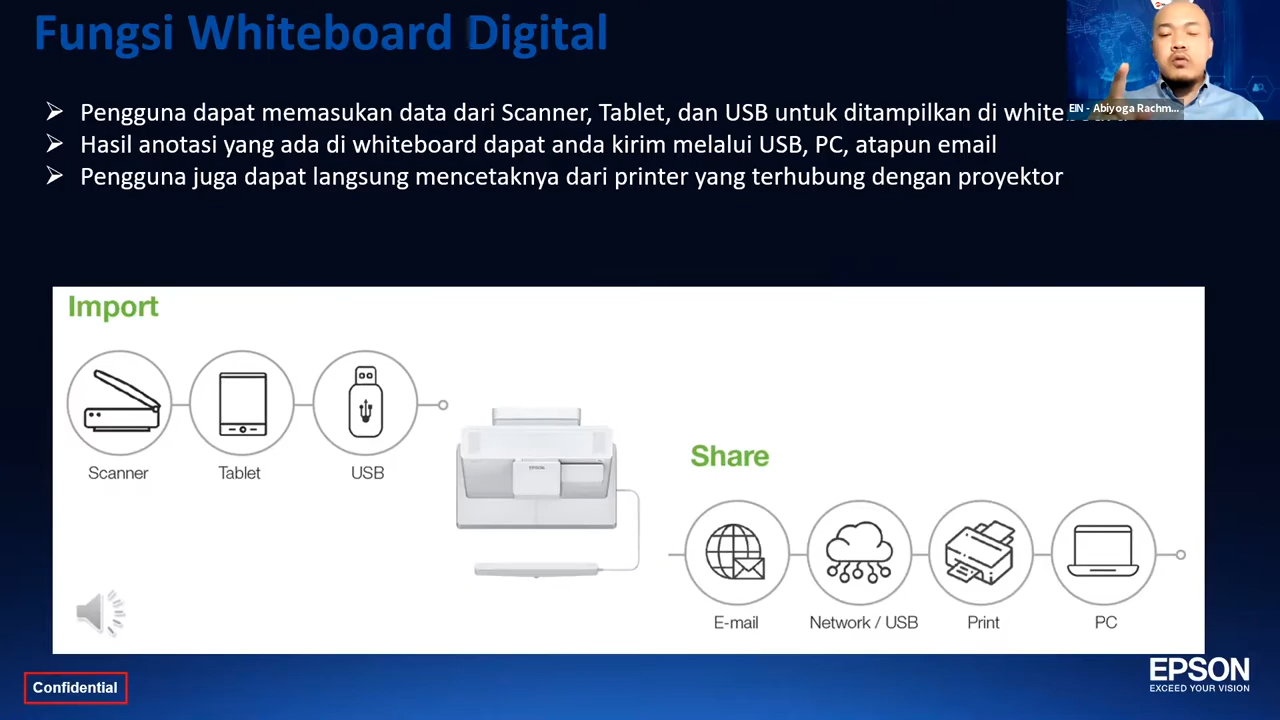 Fungsi Whiteboard Digital
➢ Pengguna dapat memasukan data dari Scanner, Tablet, dan USB untuk ditampilkan di whiteboard
➢ Hasil anotasi yang ada di whiteboard dapat anda kirim melalui USB, PC, atapun email
➢ Pengguna juga dapat langsung mencetaknya dari printer yang terhubung dengan proyektor
EIN - Abiyoga Rachm...
Import
Scanner
Tablet
USB
EPSON
Share
E-mail
Network / USB
Print
PC
Confidential
EPSON
EXCEED YOUR VISION